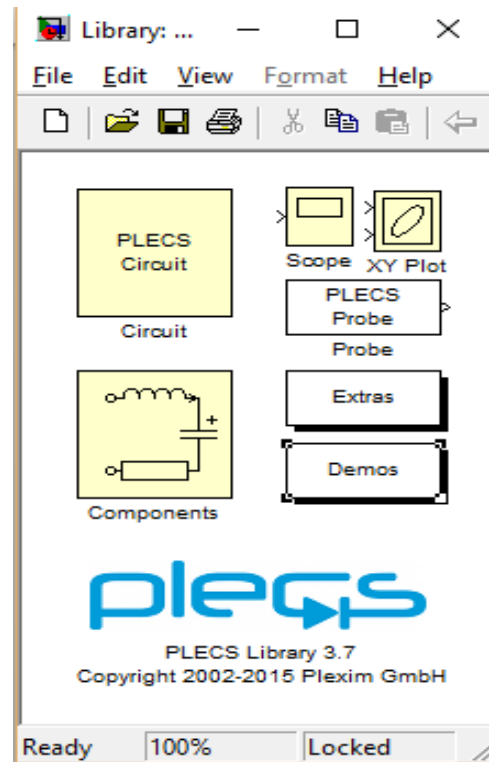 Library: ...
File Edit View Format Help
PLECS
Circuit
Circuit
Scope
XY Plot
PLECS
Probe
Probe
Components
Extras
Demos
plecs
PLECS Library 3.7
Copyright 2002-2015 Plexim GmbH
Ready 100% Locked